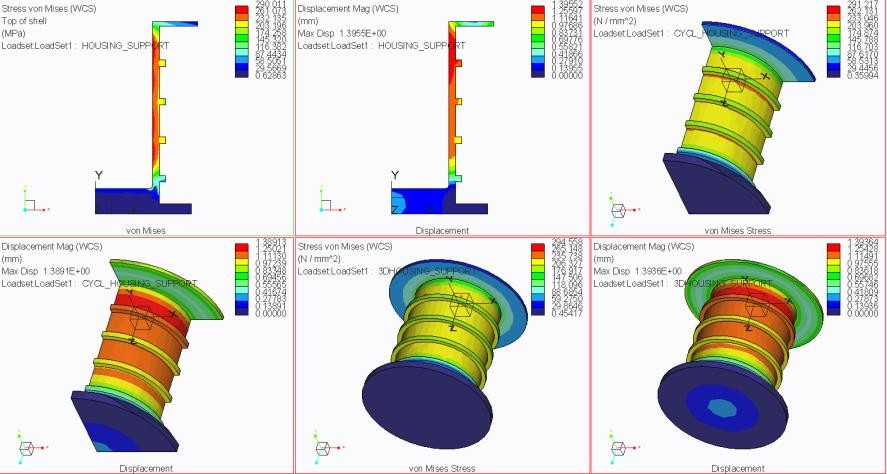 Stress von Mises (WCS)
Top of shell
(MPa)
Loadset:LoadSet1 : HOUSING_SUPPORT
290.011
261.073
232.135
203.196
174.258
145.320
116.382
87.4434
58.5051
29.5669
0.62863
Y
Z
X
von Mises
Displacement Mag (WCS)
(mm)
Max Disp 1.3955E+00
Loadset:LoadSet1 : HOUSING_SUPPORT
1.39552
1.25597
1.11641
0.97686
0.83731
0.69776
0.55821
0.41866
0.27910
0.13955
0.00000
Y
Z
X
Displacement
Stress von Mises (WCS)
(N / mm^2)
Loadset:LoadSet1 : CYCL_HOUSING_SUPPORT
291.217
262.131
233.046
203.960
174.874
145.788
116.703
87.6170
58.5313
29.4456
0.35994
Y
X
Z
von Mises Stress
Displacement Mag (WCS)
(mm)
Max Disp 1.3891E+00
Loadset:LoadSet1 : CYCL_HOUSING_SUPPORT
1.38913
1.25021
1.11130
0.97239
0.83348
0.69456
0.55565
0.41674
0.27783
0.13891
0.00000
Y
X
Z
Displacement
Stress von Mises (WCS)
(N / mm^2)
Loadset:LoadSet1 : 3DHOUSING_SUPPORT
294.558
265.148
235.738
206.327
176.917
147.506
118.096
88.6854
59.2750
29.8646
0.45417
Y
X
Z
von Mises Stress
Displacement Mag (WCS)
(mm)
Max Disp 1.3936E+00
Loadset:LoadSet1 : 3DHOUSING_SUPPORT
1.39364
1.25428
1.11491
0.97555
0.83618
0.69682
0.55746
0.41809
0.27873
0.13936
0.00000
Y
X
Z
Displacement